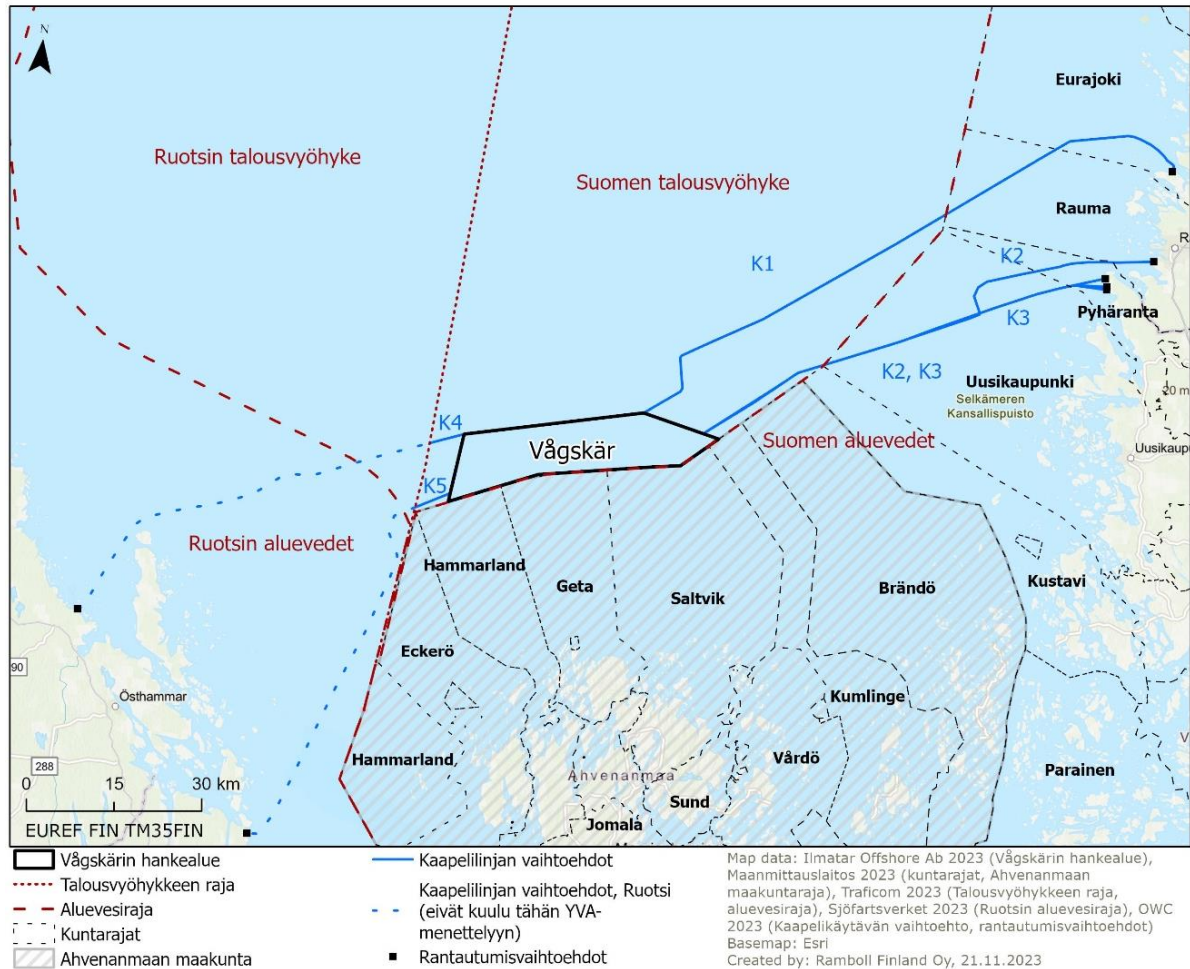 N
Eurajoki
Ruotsin talousvyöhyke
Suomen talousvyöhyke
Rauma
K1
K2
Pyhäranta
K3
K2, K3
Uusikaupunki
Selkämeren
Kansallispuisto
20 m
K4
Vågskär
Suomen aluevedet
Uusikaupu
K5
Ruotsin aluevedet
Hammarland
Geta
Saltvik
Brändö
Kustavi
Eckerö
90
Östhammar
Kumlinge
Hammarland
Vårdö
Parainen
288
Ahvenanmaa
Sund
Jomala
0 15 30 km
EUREF FIN TM35FIN
Vågskärin hankealue
Talousvyöhykkeen raja
Aluevesiraja
Kuntarajat
Ahvenanmaan maakunta
Kaapelilinjan vaihtoehdot
Kaapelilinjan vaihtoehdot, Ruotsi
(eivät kuulu tähän YVA-
menettelyyn)
Rantautumisvaihtoehdot
Map data: Ilmatar Offshore Ab 2023 (Vågskärin hankealue),
Maanmittauslaitos 2023 (kuntarajat, Ahvenanmaan
maakuntaraja), Traficom 2023 (Talousvyöhykkeen raja,
aluevesiraja), Sjöfartsverket 2023 (Ruotsin aluevesiraja), OWC
2023 (Kaapelikäytävän vaihtoehto, rantautumisvaihtoehdot)
Basemap: Esri
Created by: Ramboll Finland Oy, 21.11.2023